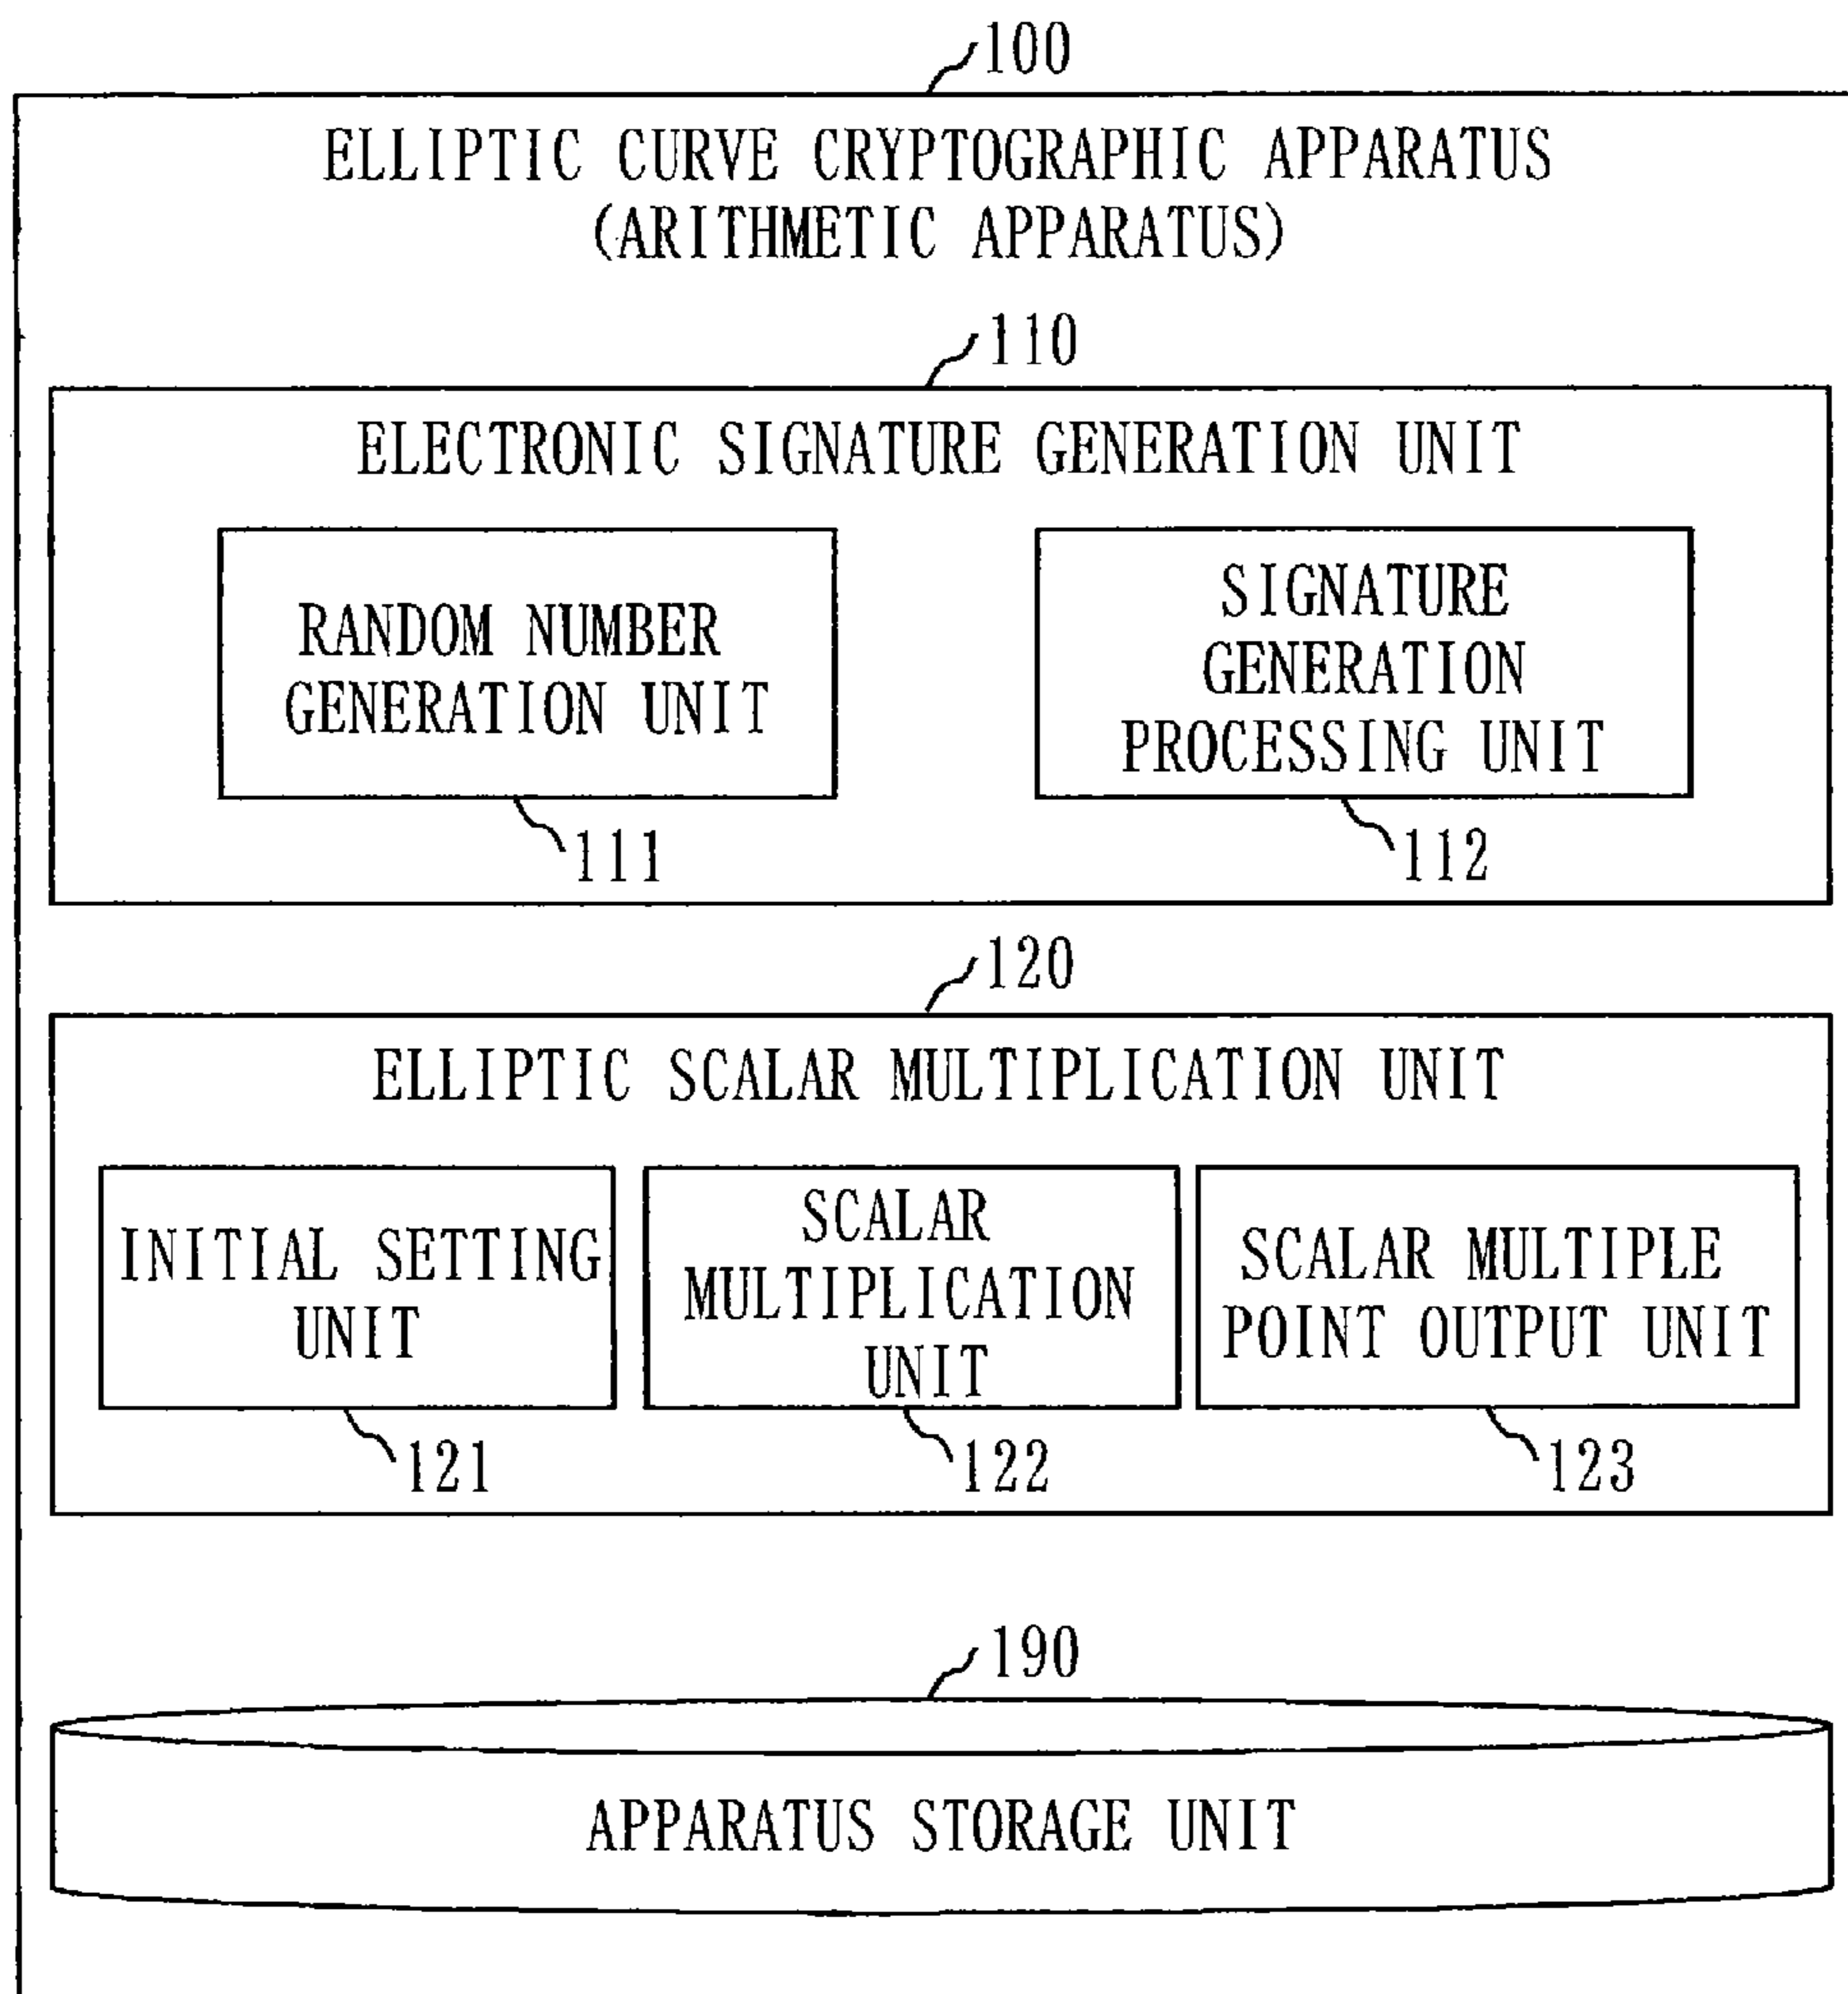 100
ELLIPTIC CURVE CRYPTOGRAPHIC APPARATUS
(ARITHMETIC APPARATUS)
110
ELECTRONIC SIGNATURE GENERATION UNIT
RANDOM NUMBER
GENERATION UNIT
111
SIGNATURE
GENERATION
PROCESSING UNIT
112
120
ELLIPTIC SCALAR MULTIPLICATION UNIT
INITIAL SETTING
UNIT
121
SCALAR
MULTIPLICATION
UNIT
122
SCALAR MULTIPLE
POINT OUTPUT UNIT
123
190
APPARATUS STORAGE UNIT